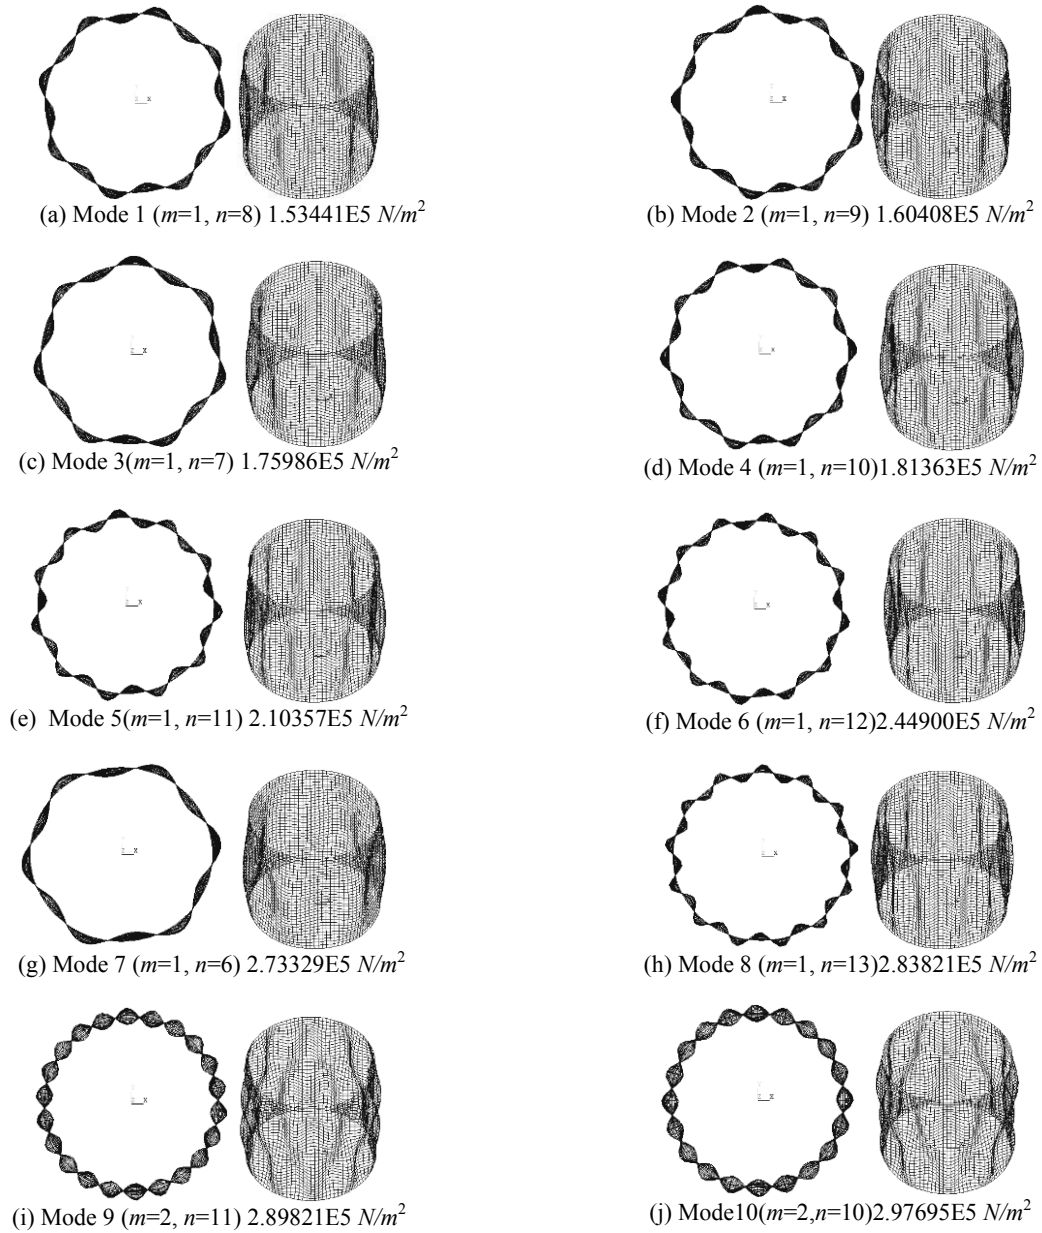 (a) Mode 1 (m=1, n=8) 1.53441E5 N/m²
(b) Mode 2 (m=1, n=9) 1.60408E5 N/m²
(c) Mode 3(m=1, n=7) 1.75986E5 N/m²
(d) Mode 4 (m=1, n=10)1.81363E5 N/m²
(e) Mode 5(m=1, n=11) 2.10357E5 N/m²
(f) Mode 6 (m=1, n=12)2.44900E5 N/m²
(g) Mode 7 (m=1, n=6) 2.73329E5 N/m²
(h) Mode 8 (m=1, n=13)2.83821E5 N/m²
(i) Mode 9 (m=2, n=11) 2.89821E5 N/m²
(j) Mode10(m=2,n=10)2.97695E5 N/m²